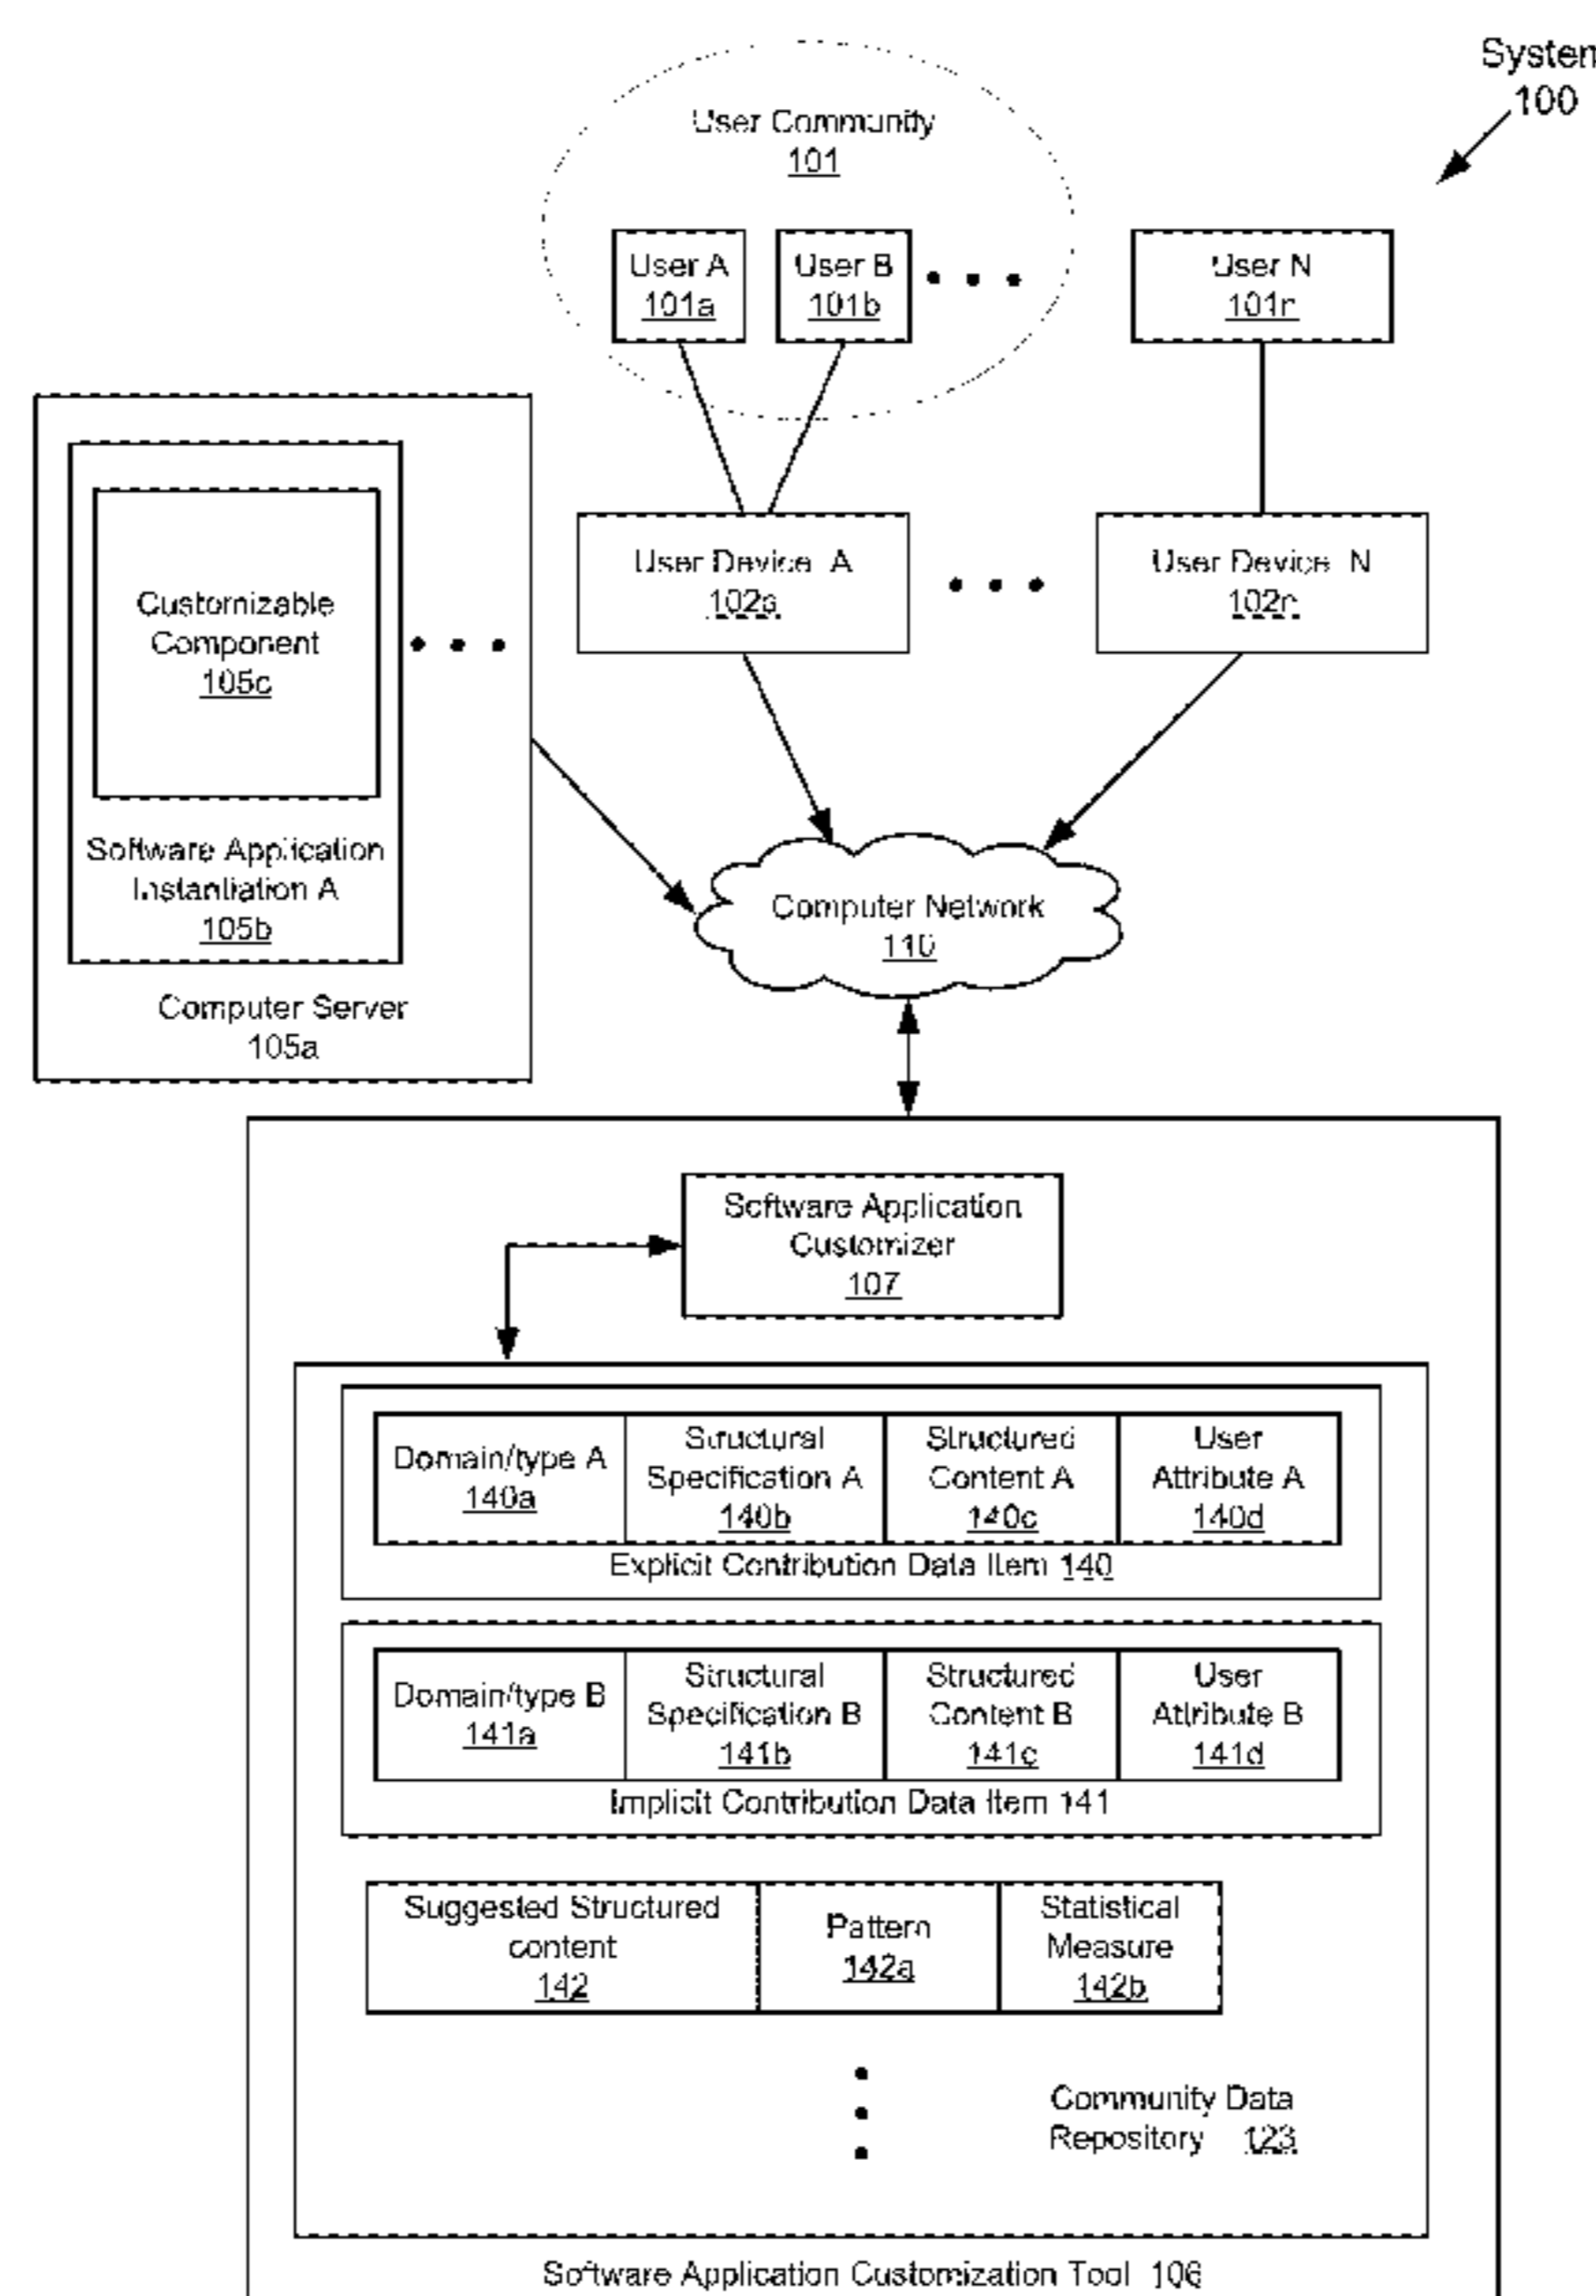 System
100
User Community
101
User A
101a
User B
101b
User N
101n
User Device A
102a
User Device N
102n
Customizable
Component
105c
Software Application
Instantiation A
105b
Computer Server
105a
Computer Network
110
Software Application
Customizer
107
Domain/type A
140a
Structural
Specification A
140b
Structured
Content A
140c
User
Attribute A
140d
Explicit Contribution Data Item 140
Domain/type B
141a
Structural
Specification B
141b
Structured
Content B
141c
User
Attribute B
141d
Implicit Contribution Data Item 141
Suggested Structured
content
142
Pattern
142a
Statistical
Measure
142b
Community Data
Repository 123
Software Application Customization Tool 106